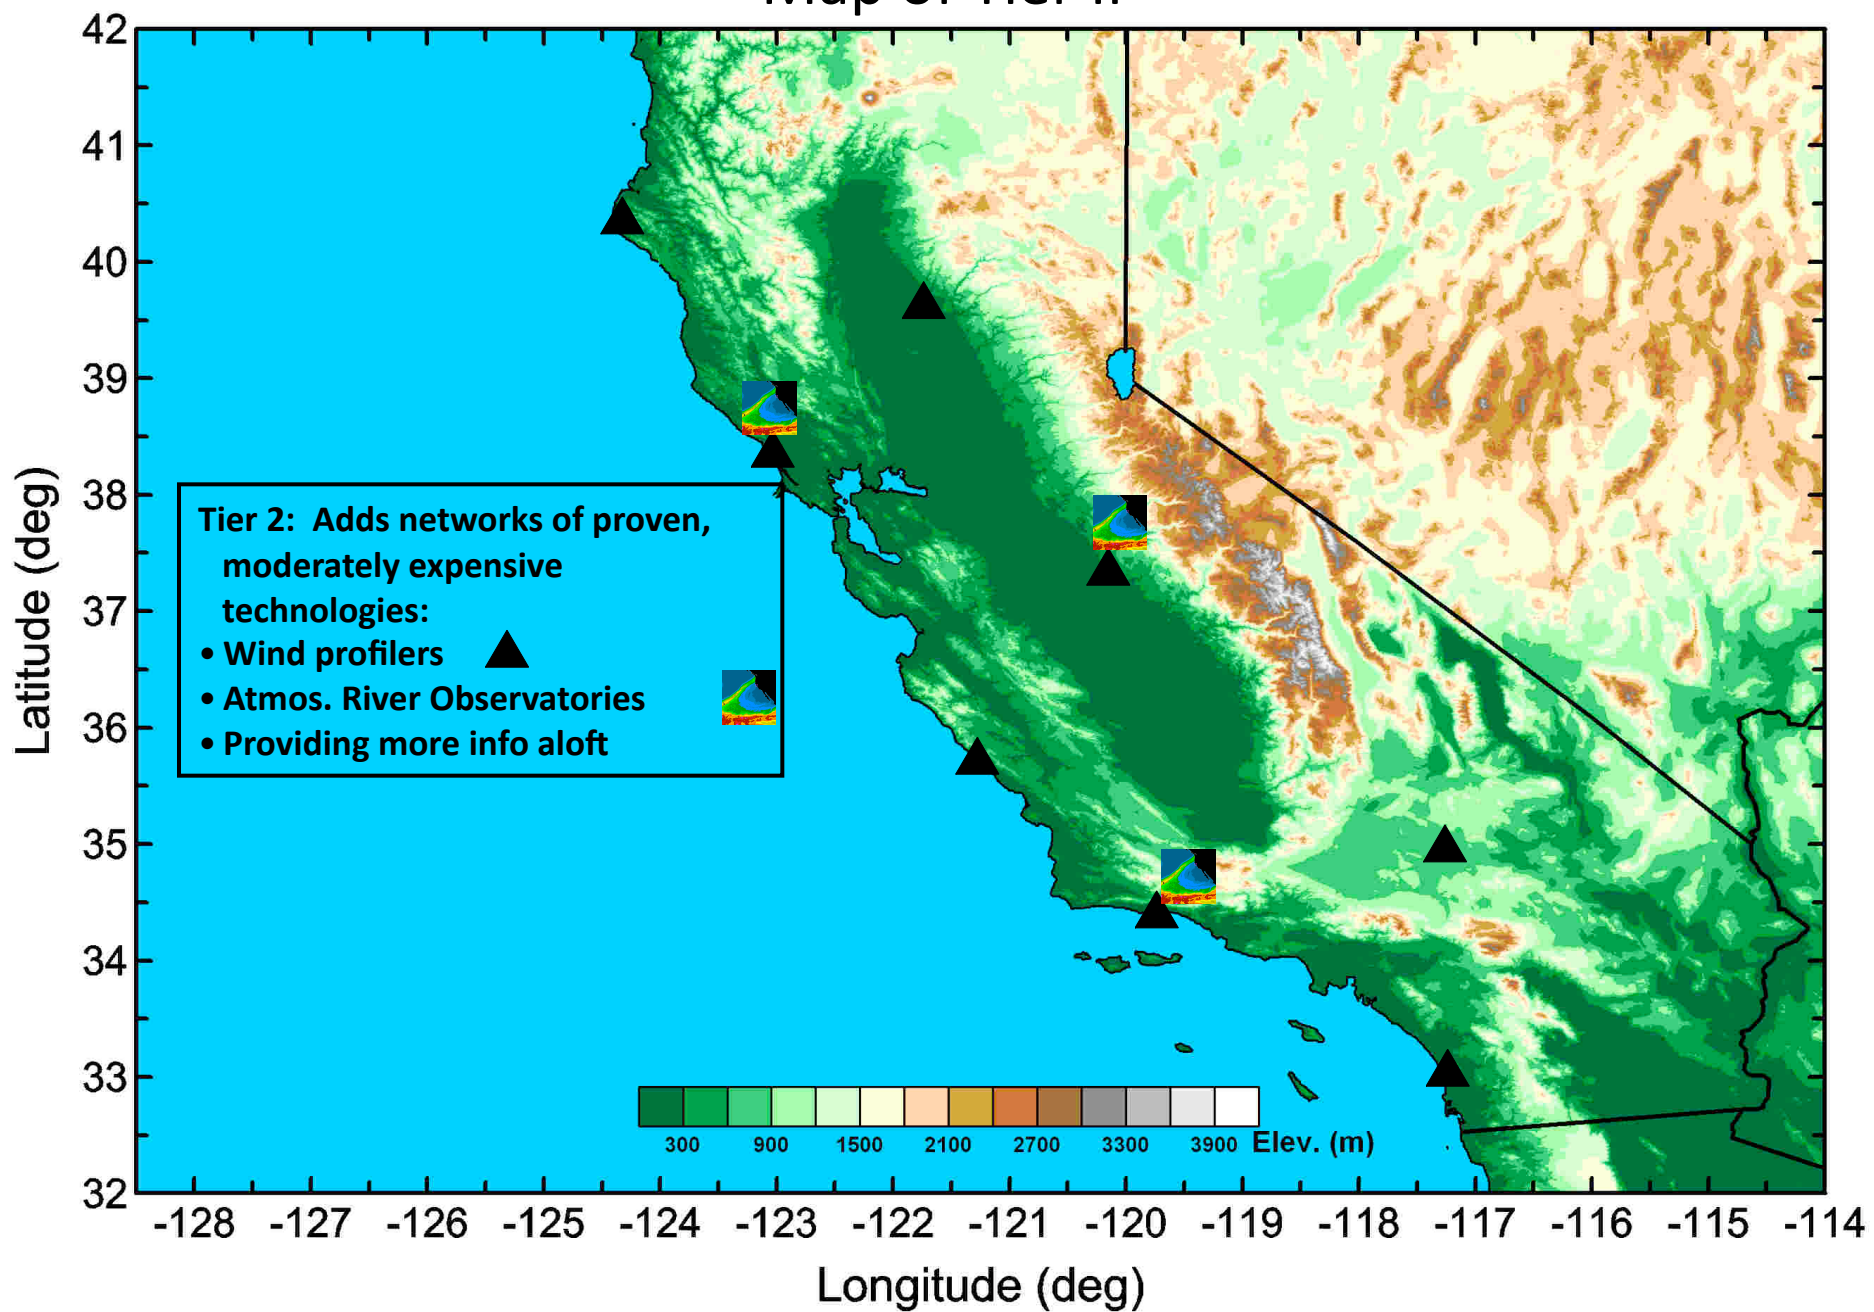 42
41
40
39
38
37
36
35
34
33
32
Latitude (deg)
Tier 2: Adds networks of proven,
moderately expensive
technologies:
• Wind profilers
• Atmos. River Observatories
• Providing more info aloft
300 900 1500 2100 2700 3300 3900 Elev. (m)
-128 -127 -126 -125 -124 -123 -122 -121 -120 -119 -118 -117 -116 -115 -114
Longitude (deg)